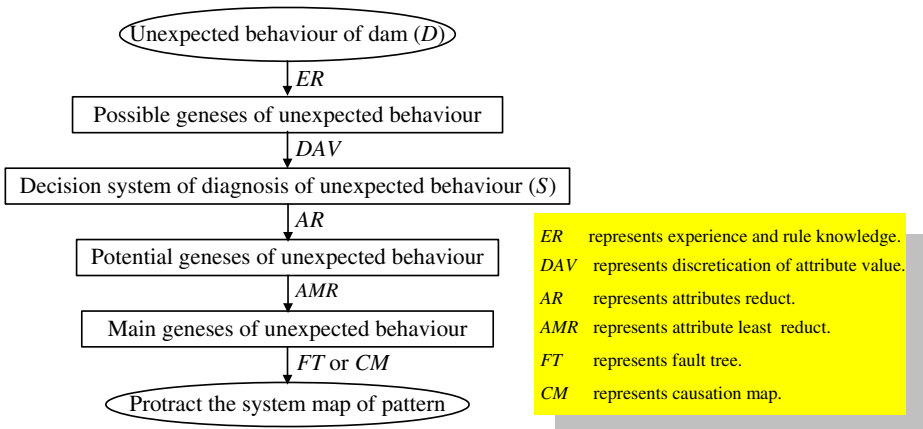 Unexpected behaviour of dam (D)
ER
Possible geneses of unexpected behaviour
DAV
Decision system of diagnosis of unexpected behaviour (S)
AR
Potential geneses of unexpected behaviour
AMR
Main geneses of unexpected behaviour
FT or CM
Protract the system map of pattern
ER represents experience and rule knowledge.
DAV represents discretication of attribute value.
AR represents attributes reduct.
AMR represents attribute least reduct.
FT represents fault tree.
CM represents causation map.